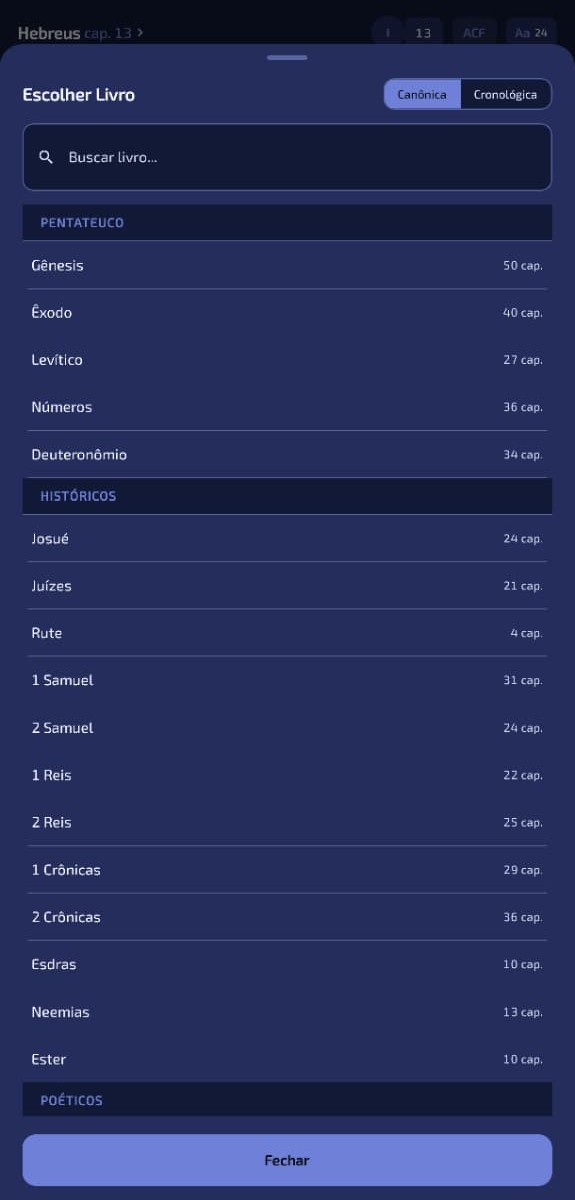 Hebreus cap. 13 >
I 13 ACF Aa 24
Escolher Livro
Canônica Cronológica
Buscar livro...
PENTATEUCO
Gênesis 50 cap.
Êxodo 40 cap.
Levítico 27 cap.
Números 36 cap.
Deuteronômio 34 cap.
HISTÓRICOS
Josué 24 cap.
Juízes 21 cap.
Rute 4 cap.
1 Samuel 31 cap.
2 Samuel 24 cap.
1 Reis 22 cap.
2 Reis 25 cap.
1 Crônicas 29 cap.
2 Crônicas 36 cap.
Esdras 10 cap.
Neemias 13 cap.
Ester 10 cap.
POÉTICOS
Fechar